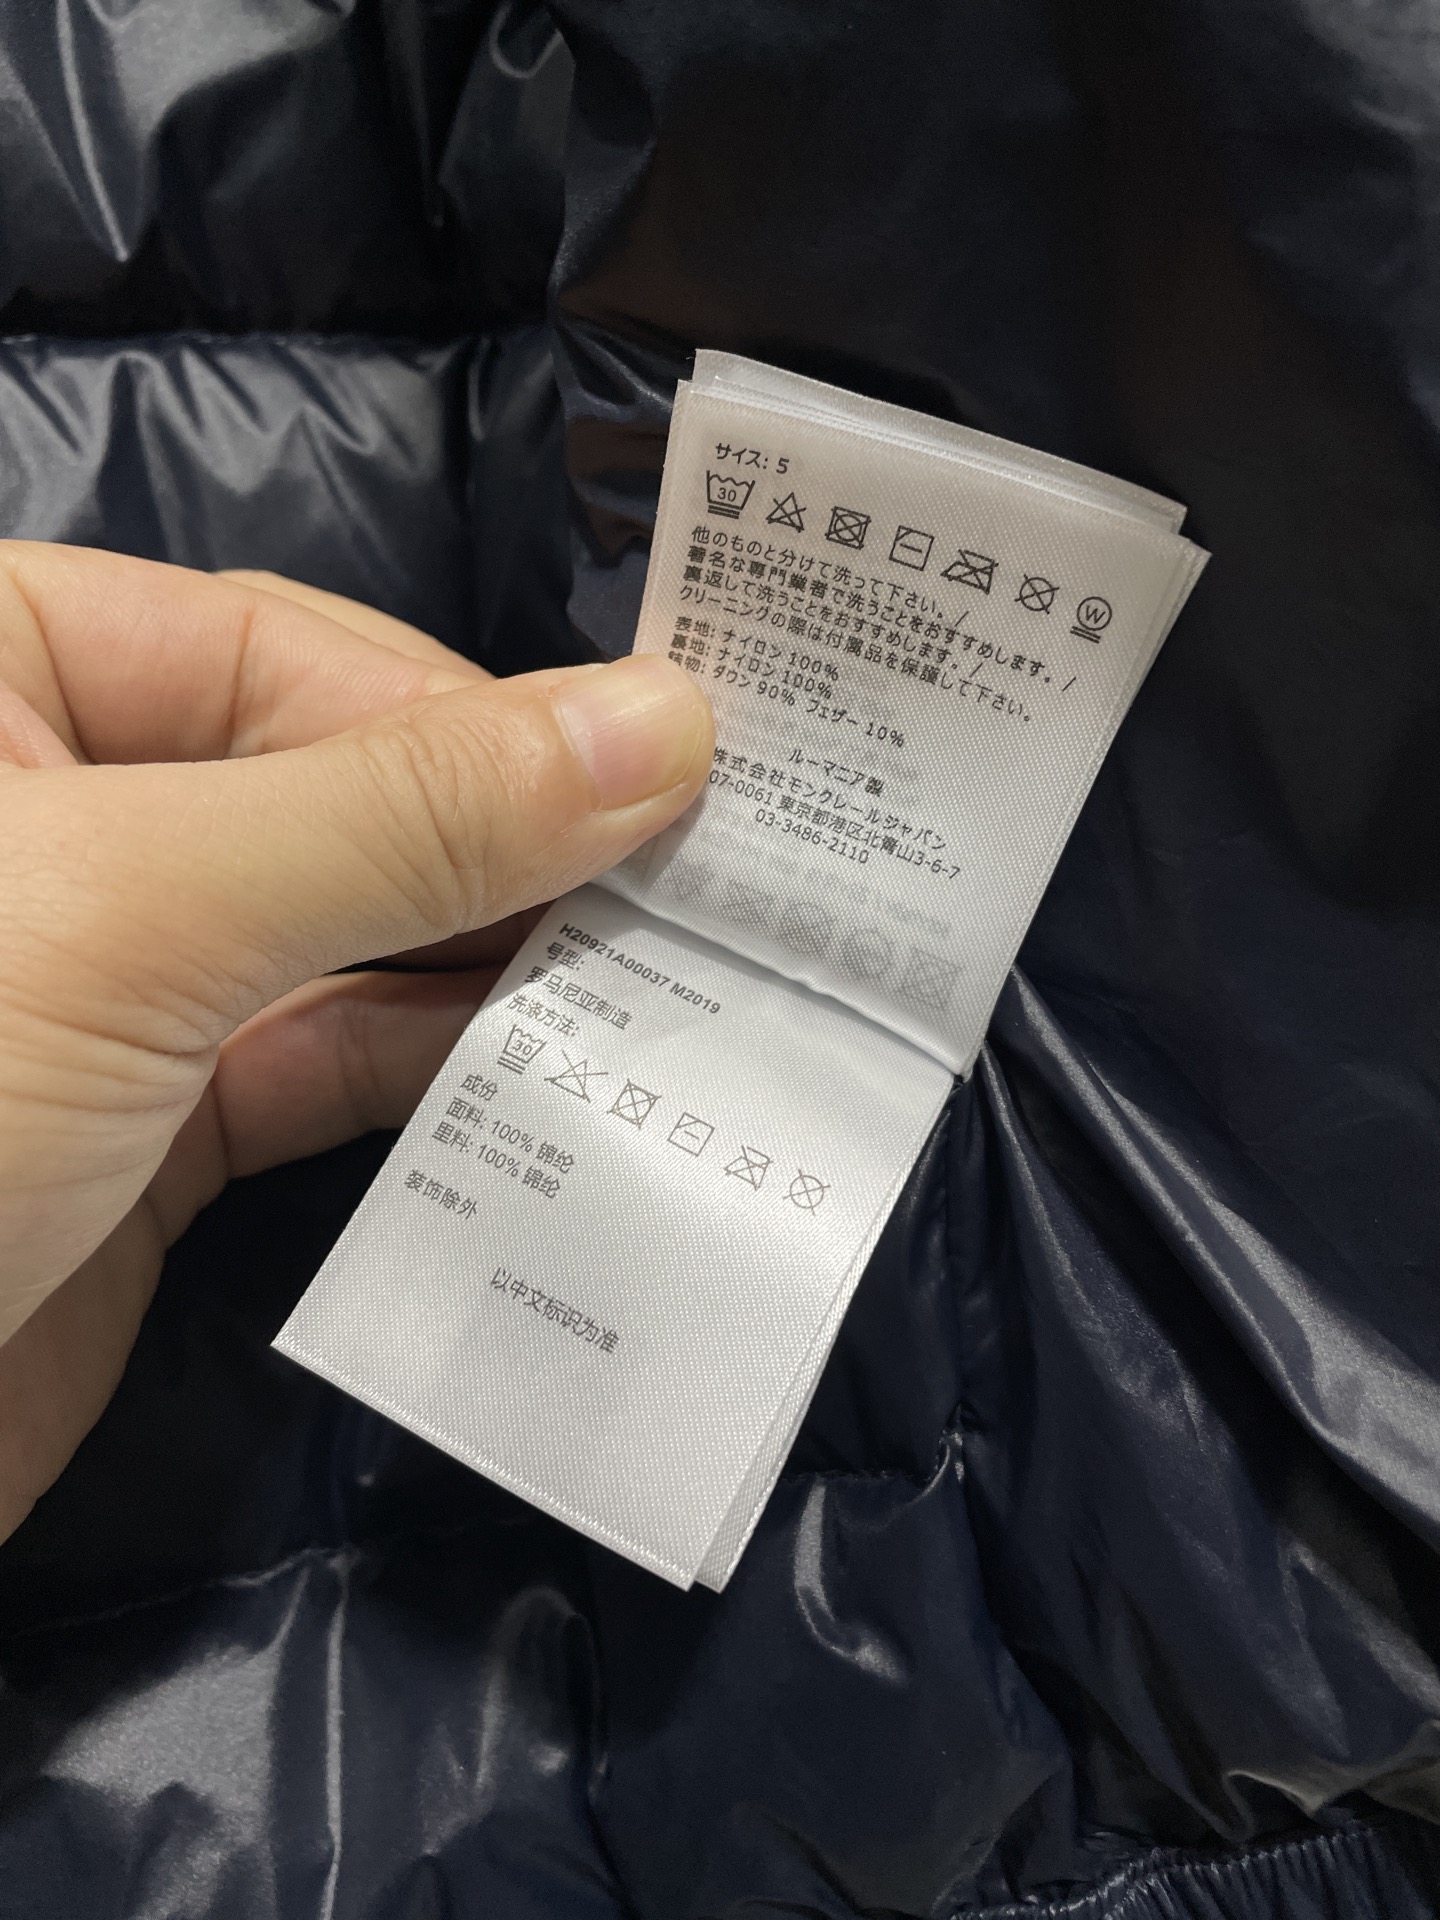 サイズ: 5
30
W
他のものと分けて洗って下さい。/
著名な専門業者で洗うことをおすすめします。/
裏返して洗うことをおすすめします。/
クリーニングの際は付属品を保護して下さい。
表地: ナイロン 100%
裏地: ナイロン 100%
詰物: ダウン 90% フェザー 10%
ルーマニア製
株式会社モンクレールジャパン
07-0061 東京都港区北青山3-6-7
03-3486-2110
H20921A00037 M2019
号型:
罗马尼亚制造
洗涤方法:
30
成份
面料: 100% 锦纶
里料: 100% 锦纶
装饰除外
以中文标识为准